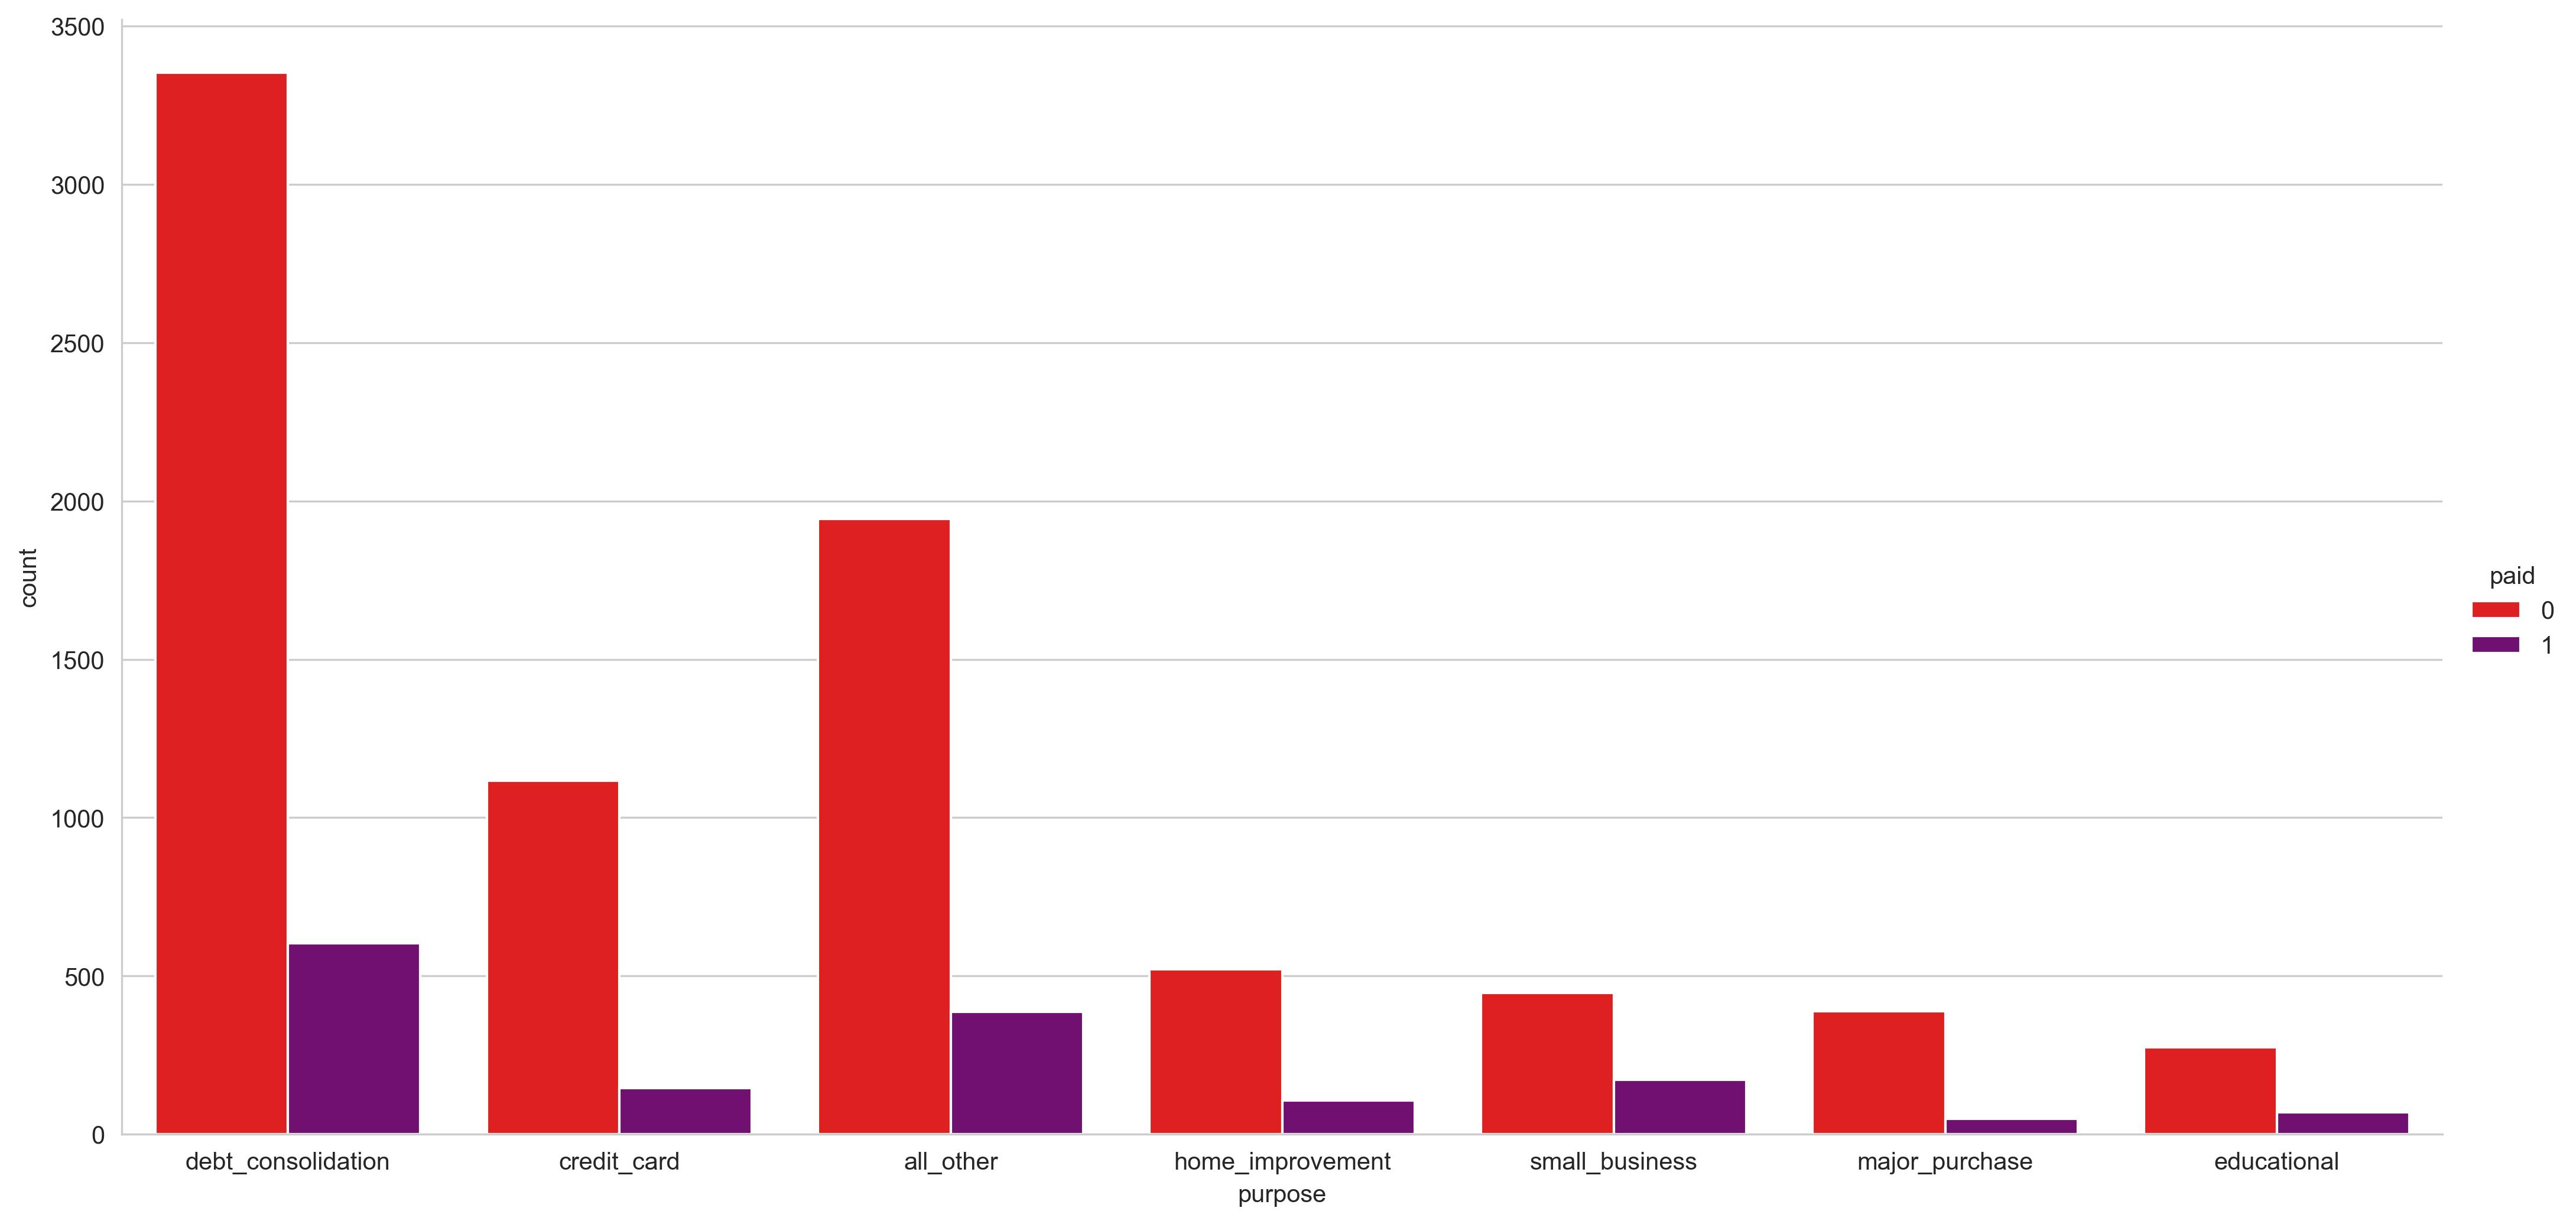 3500
3000
2500
2000
1500
1000
500
0
count
debt_consolidation
credit_card
all_other
home_improvement
small_business
major_purchase
educational
purpose
paid
0
1